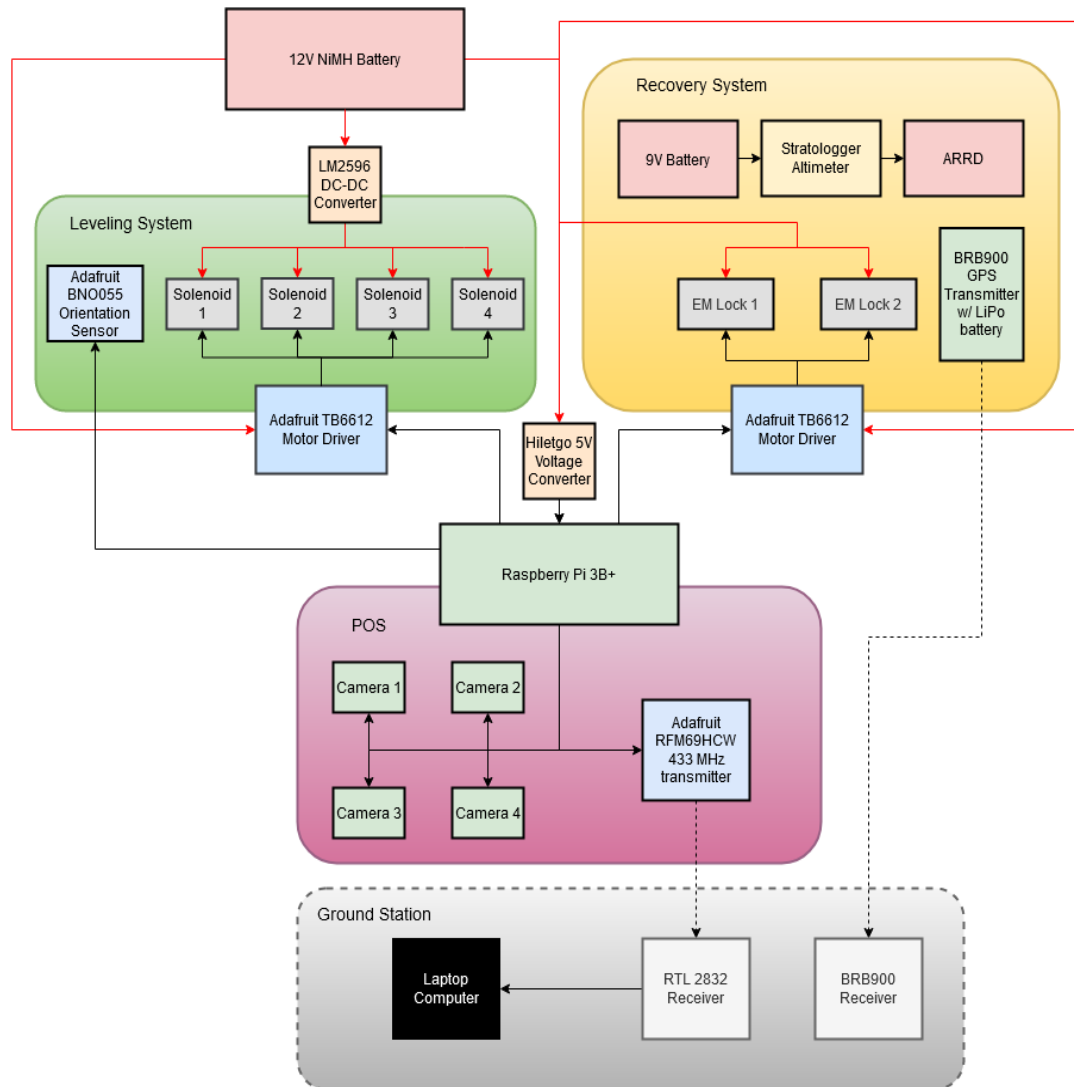 12V NiMH Battery
Recovery System
9V Battery
Stratologger
Altimeter
ARRD
LM2596
DC-DC
Converter
Leveling System
Adafruit
BNO055
Orientation
Sensor
Solenoid
1
Solenoid
2
Solenoid
3
Solenoid
4
EM Lock 1
EM Lock 2
BRB900
GPS
Transmitter
w/ LiPo
battery
Adafruit TB6612
Motor Driver
Hiletgo 5V
Voltage
Converter
Adafruit TB6612
Motor Driver
Raspberry Pi 3B+
POS
Camera 1
Camera 2
Camera 3
Camera 4
Adafruit
RFM69HCW
433 MHz
transmitter
Ground Station
Laptop
Computer
RTL 2832
Receiver
BRB900
Receiver